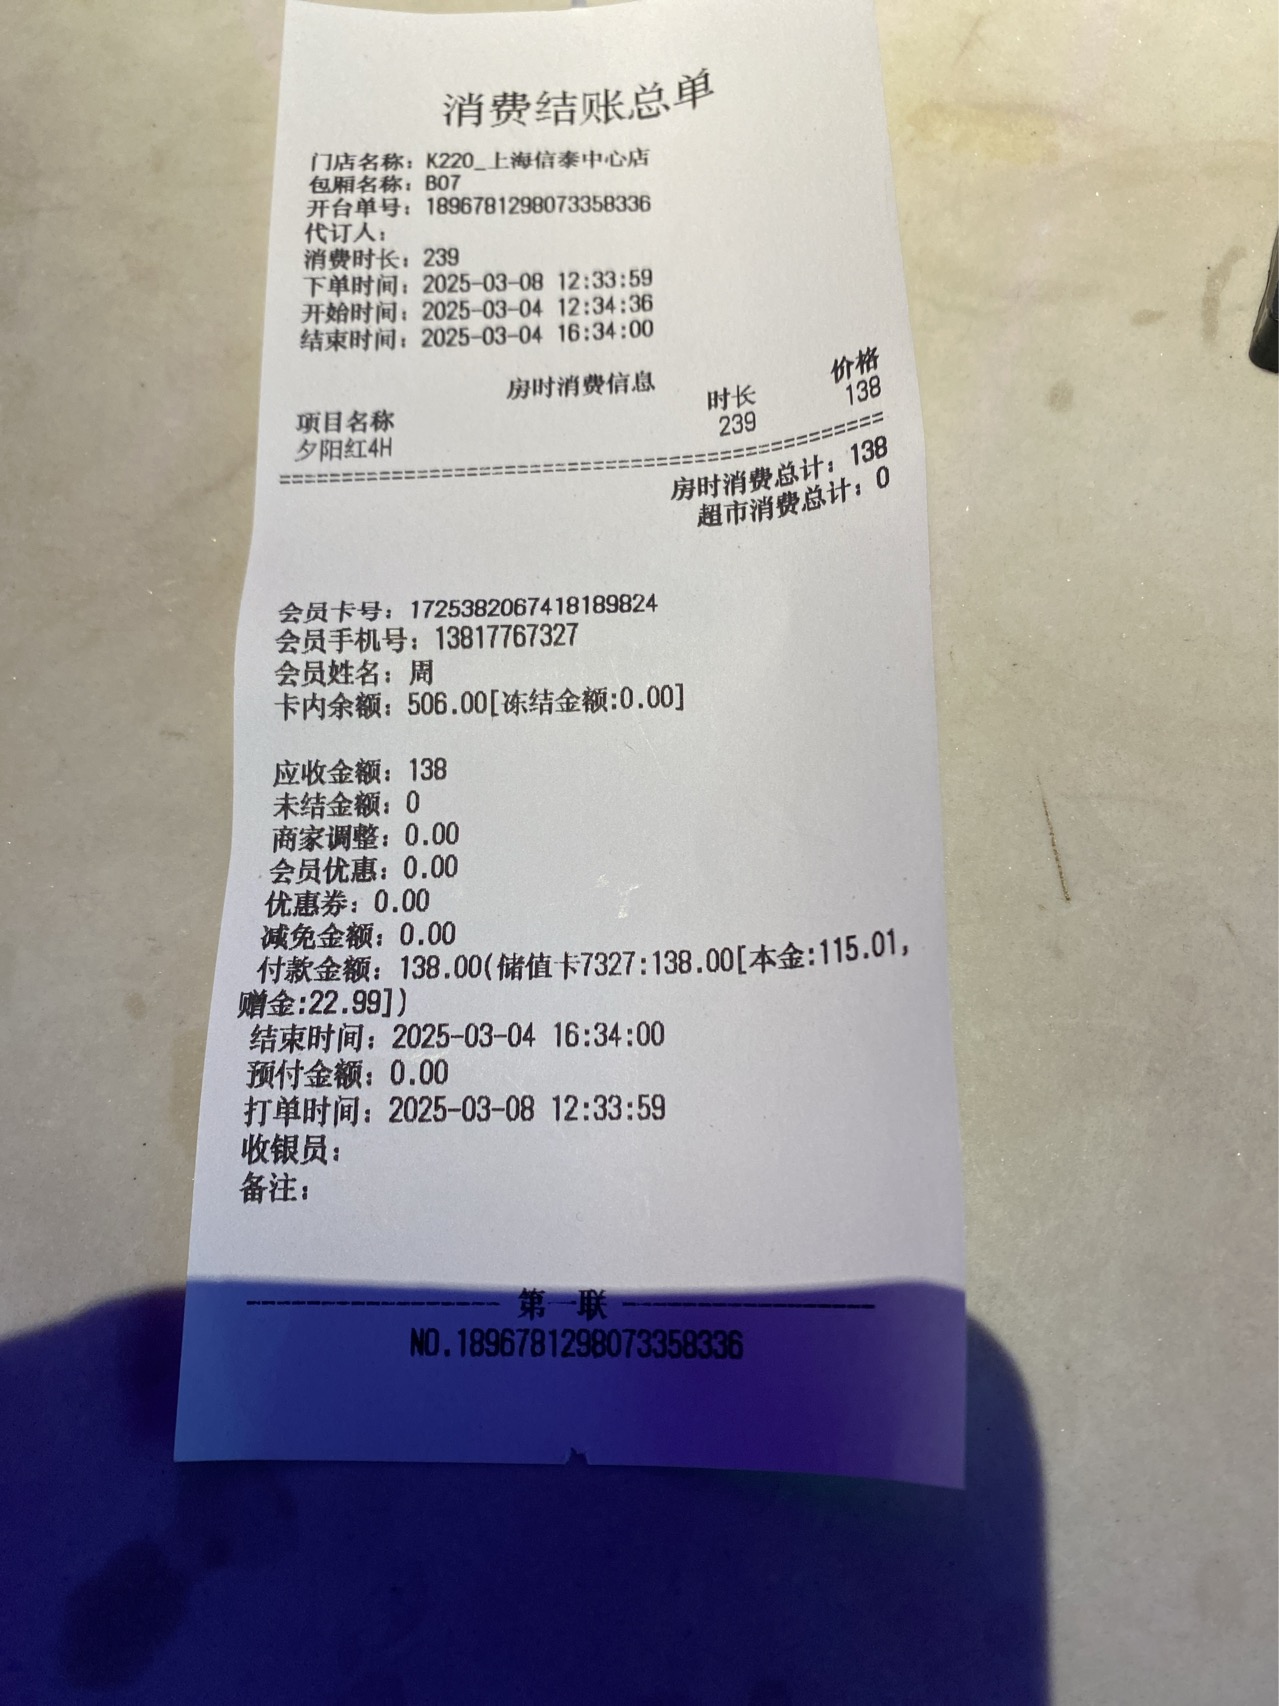 消费结账总单
门店名称：K220_上海信泰中心店
包厢名称：B07
开台单号：1896781298073358336
代订人：
消费时长：239
下单时间：2025-03-08 12:33:59
开始时间：2025-03-04 12:34:36
结束时间：2025-03-04 16:34:00
房时消费信息
项目名称 时长 价格
夕阳红4H 239 138
================================================
房时消费总计：138
超市消费总计：0
会员卡号：1725382067418189824
会员手机号：13817767327
会员姓名：周
卡内余额：506.00[冻结金额:0.00]
应收金额：138
未结金额：0
商家调整：0.00
会员优惠：0.00
优惠券：0.00
减免金额：0.00
付款金额：138.00(储值卡7327:138.00[本金:115.01,
赠金:22.99])
结束时间：2025-03-04 16:34:00
预付金额：0.00
打单时间：2025-03-08 12:33:59
收银员：
备注：
-------------------- 第一联 --------------------
NO.1896781298073358336